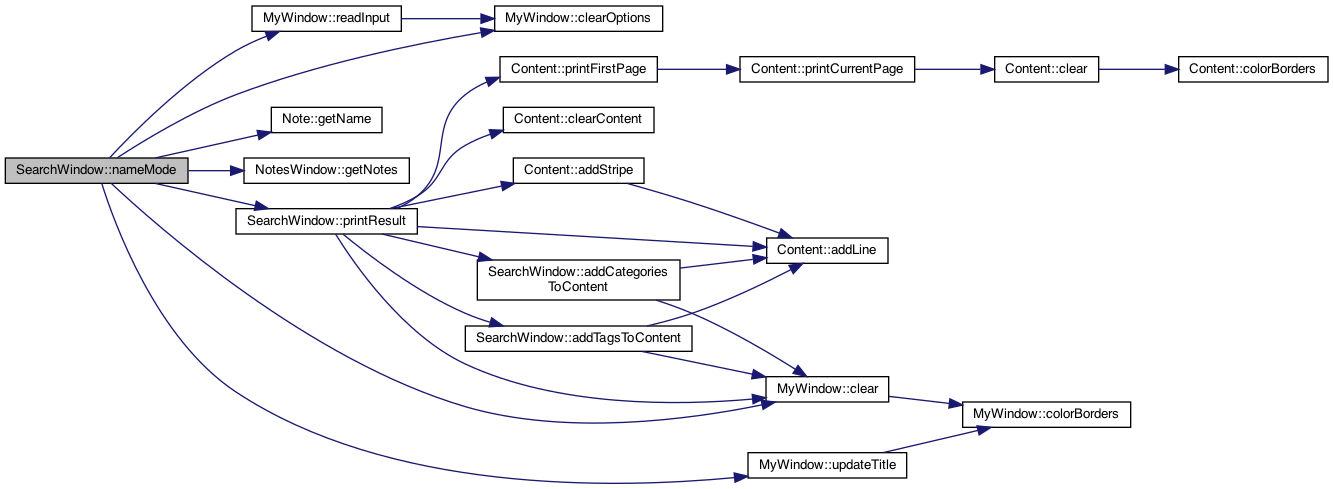 MyWindow::readInput
MyWindow::clearOptions
Content::printFirstPage
Content::printCurrentPage
Content::clear
Content::colorBorders
Note::getName
Content::clearContent
SearchWindow::nameMode
NotesWindow::getNotes
Content::addStripe
SearchWindow::printResult
Content::addLine
SearchWindow::addCategories
ToContent
SearchWindow::addTagsToContent
MyWindow::clear
MyWindow::colorBorders
MyWindow::updateTitle